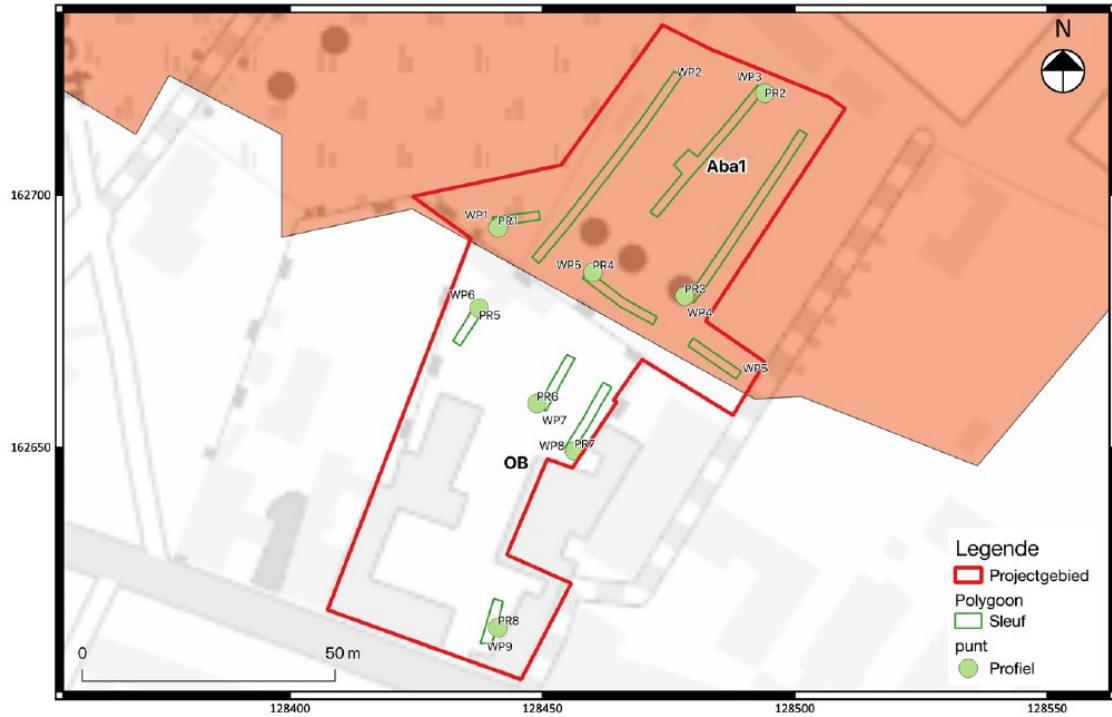 N
WP2
WP3
PR2
Aba1
162700
WP1
PR1
WP5
PR4
PR3
WP4
WP6
PR5
WP5
PR6
WP7
162650
WP8
PR7
OB
Legende
Projectgebied
Polygoon
Sleuf
punt
Profiel
PR8
WP9
0
50 m
128400
128450
128500
128550